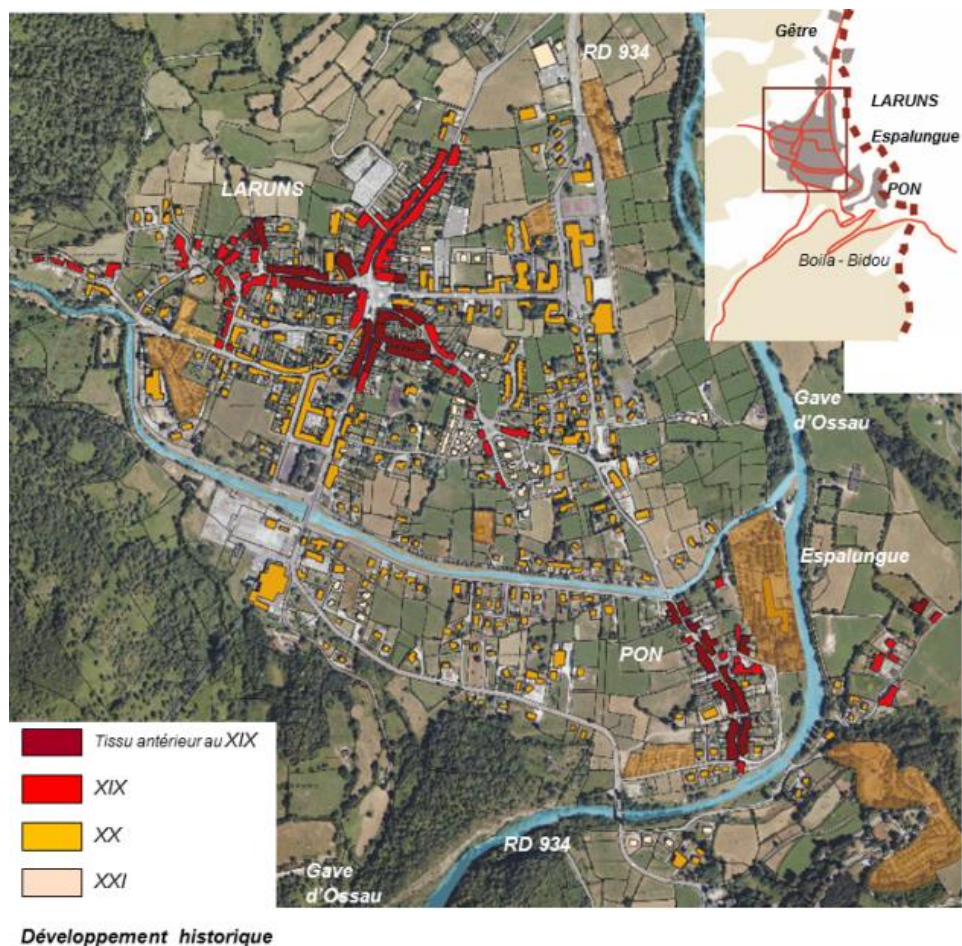 RD 934
Gêtre
LARUNS
Espalungue
PON
Boila - Bidou
LARUNS
Gave
d'Ossau
Espalungue
PON
RD 934
Gave
d'Ossau
Tissu antérieur au XIX
XIX
XX
XXI
Développement historique